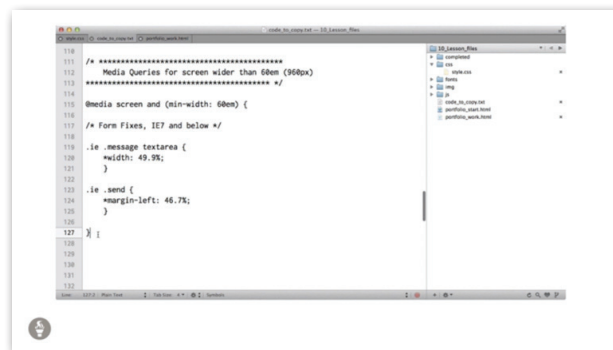 code_to_copy.txt — 10_Lesson_Files
style.css code_to_copy.txt portfolio_work.html
110
111 /* ****************************************
112 Media Queries for screen wider than 60em (960px)
113 **************************************** */
114
115 @media screen and (min-width: 60em) {
116
117 /* Form Fixes, IE7 and below */
118
119 .ie .message textarea {
120 *width: 49.9%;
121 }
122
123 .ie .send {
124 *margin-left: 46.7%;
125 }
126
127 }
128
129
130
131
132
10_Lesson_Files
completed
css
style.css
fonts
img
js
code_to_copy.txt
portfolio_start.html
portfolio_work.html
Line: 127:2 Plain Text Tab Size: 4 Symbols